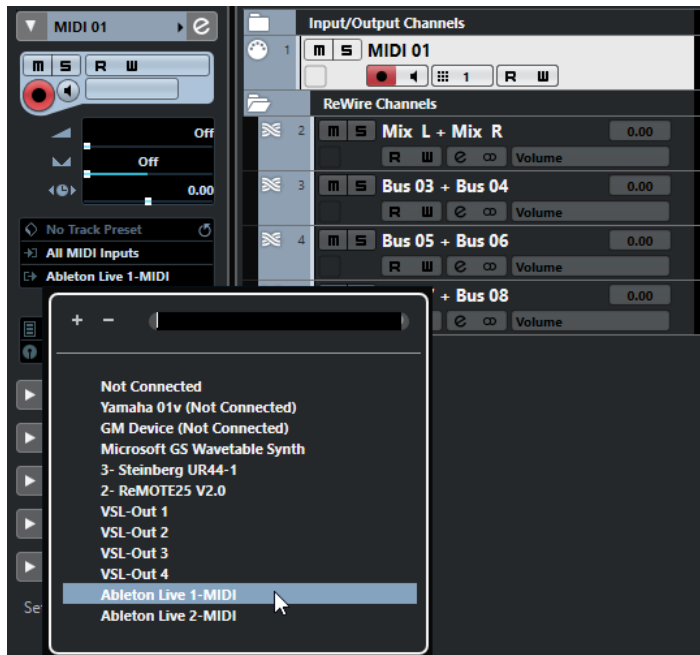 MIDI 01
e
m S R W
Off
Off
0.00
No Track Preset
All MIDI Inputs
Ableton Live 1-MIDI
Input/Output Channels
1 m S MIDI 01
1 R W
ReWire Channels
2 m S Mix L + Mix R 0.00
R W e Volume
3 m S Bus 03 + Bus 04 0.00
R W e Volume
4 m S Bus 05 + Bus 06 0.00
R W e Volume
+ Bus 08 0.00
e Volume
+ −
Not Connected
Yamaha 01v (Not Connected)
GM Device (Not Connected)
Microsoft GS Wavetable Synth
3- Steinberg UR44-1
2- ReMOTE25 V2.0
VSL-Out 1
VSL-Out 2
VSL-Out 3
VSL-Out 4
Ableton Live 1-MIDI
Ableton Live 2-MIDI